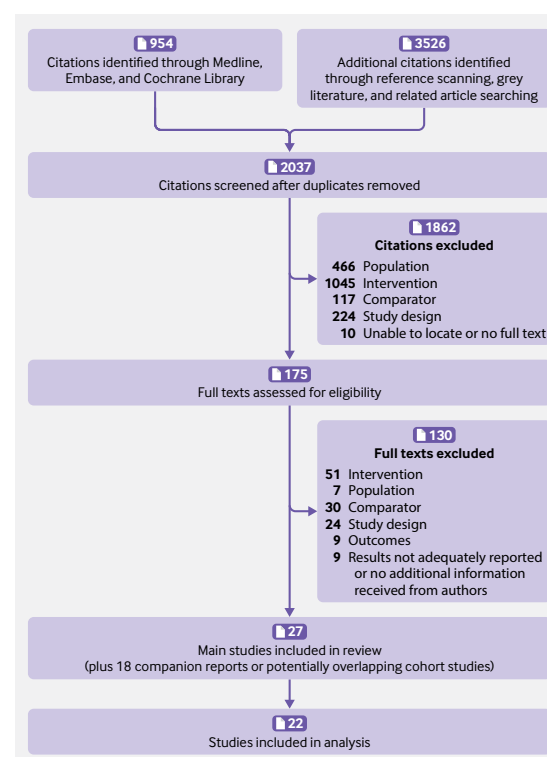 954
Citations identified through Medline,
Embase, and Cochrane Library
3526
Additional citations identified
through reference scanning, grey
literature, and related article searching
2037
Citations screened after duplicates removed
1862
Citations excluded
466 Population
1045 Intervention
117 Comparator
224 Study design
10 Unable to locate or no full text
175
Full texts assessed for eligibility
130
Full texts excluded
51 Intervention
7 Population
30 Comparator
24 Study design
9 Outcomes
9 Results not adequately reported
or no additional information
received from authors
27
Main studies included in review
(plus 18 companion reports or potentially overlapping cohort studies)
22
Studies included in analysis